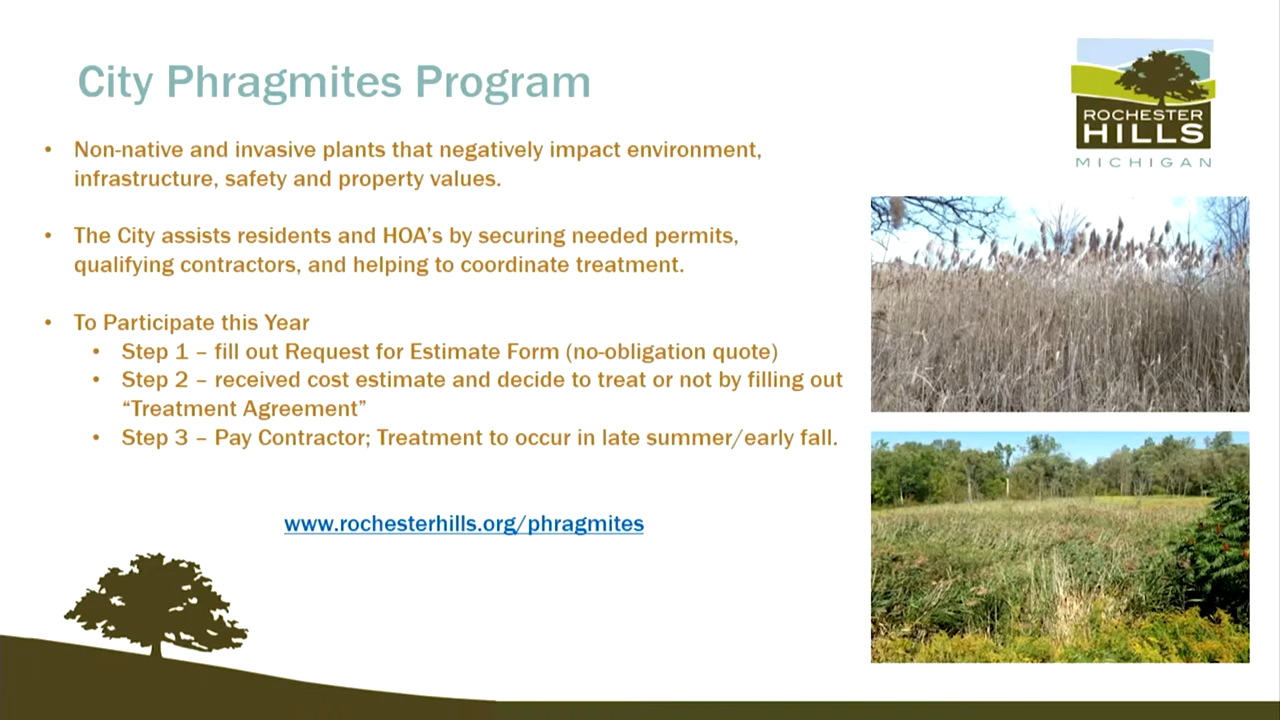 City Phragmites Program
ROCHESTER
HILLS
MICHIGAN
• Non-native and invasive plants that negatively impact environment,
infrastructure, safety and property values.
• The City assists residents and HOA's by securing needed permits,
qualifying contractors, and helping to coordinate treatment.
• To Participate this Year
• Step 1 – fill out Request for Estimate Form (no-obligation quote)
• Step 2 – received cost estimate and decide to treat or not by filling out
“Treatment Agreement”
• Step 3 – Pay Contractor; Treatment to occur in late summer/early fall.
www.rochesterhills.org/phragmites